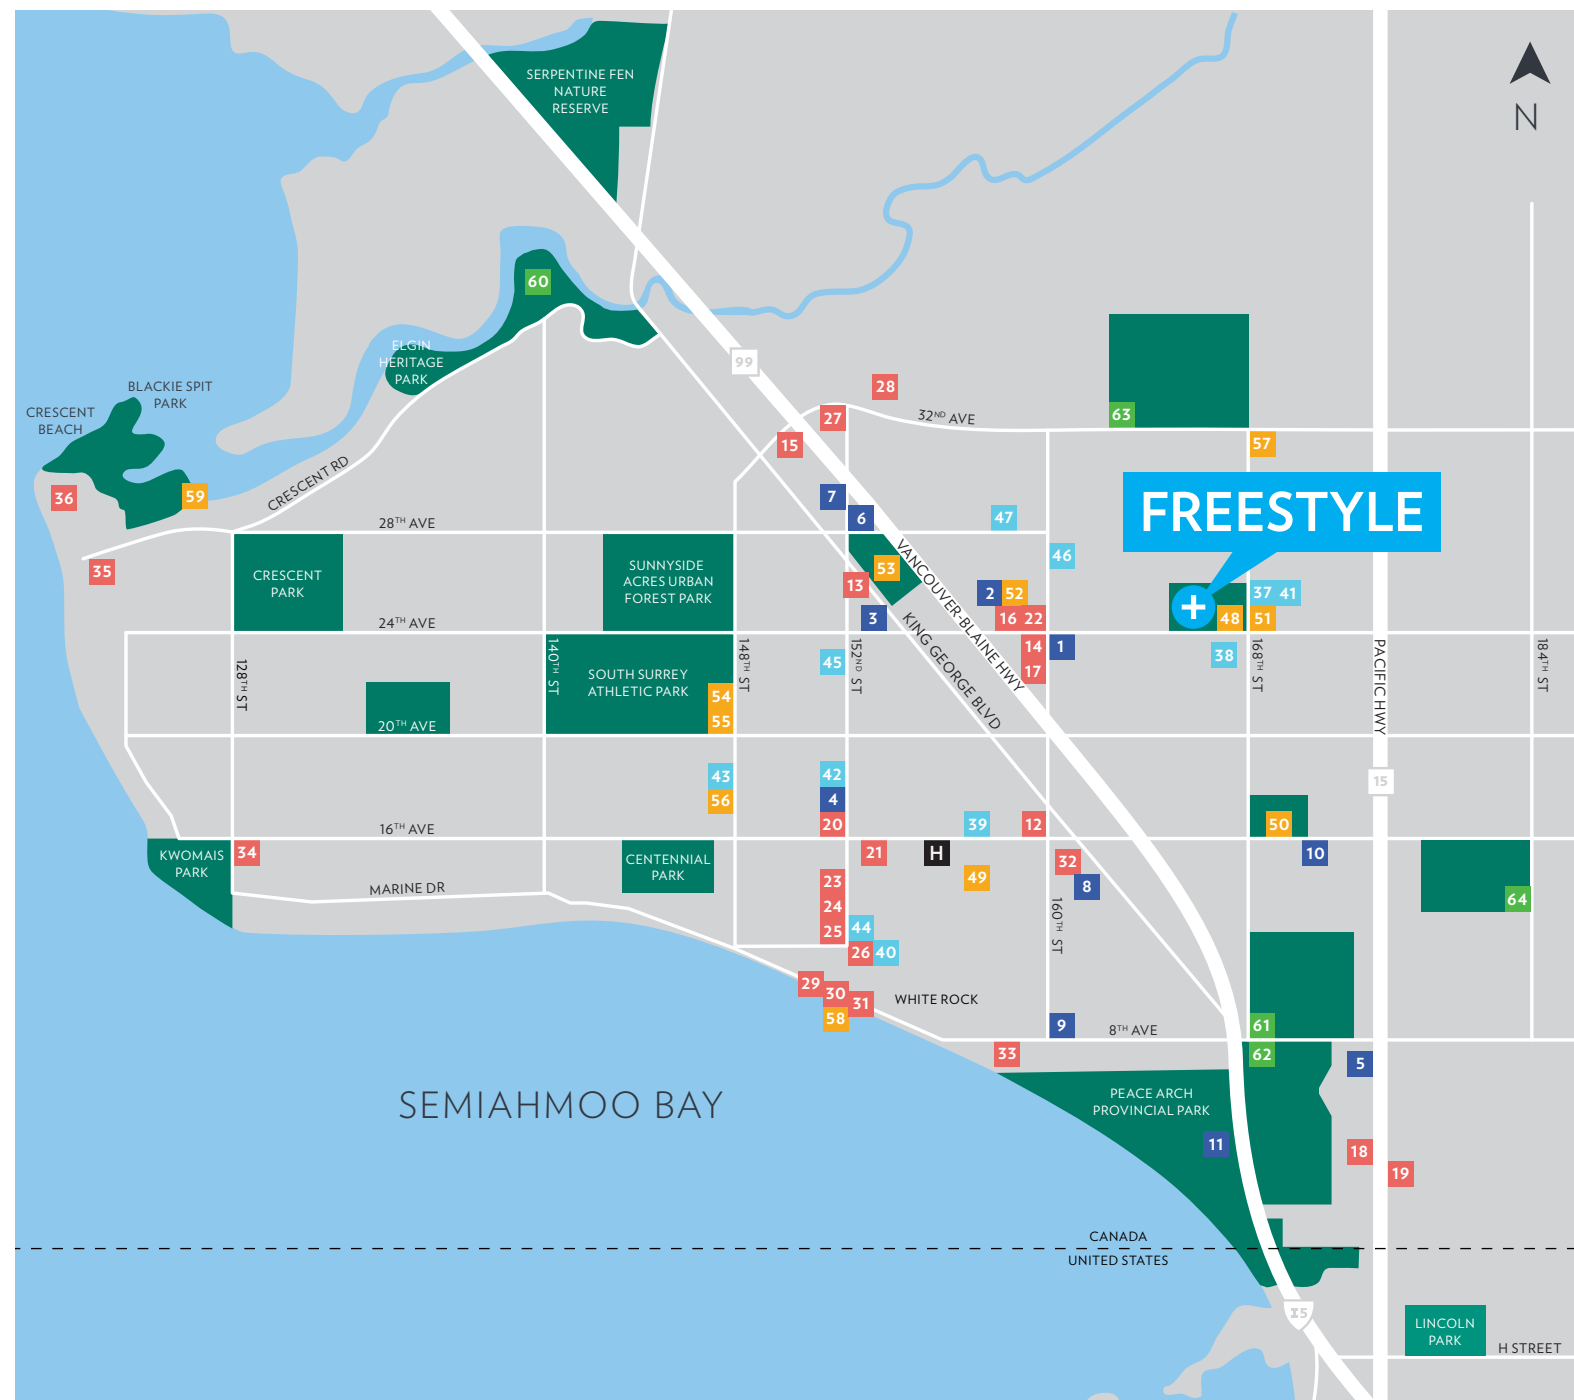 SERPENTINE FEN
NATURE
RESERVE
N
60
ELGIN
HERITAGE
PARK
99
BLACKIE SPIT
PARK
CRESCENT
BEACH
28
27
32ND AVE
63
15
57
36
59
CRESCENT RD
7
6
47
FREESTYLE
28TH AVE
46
35
CRESCENT
PARK
SUNNYSIDE
ACRES URBAN
FOREST PARK
53
13
VANCOUVER-BLAINE HWY
2 52
37 41
3
16 22
48
51
24TH AVE
KING GEORGE BLVD
14
1
17
38
45
128TH ST
140TH ST
148TH ST
152ND ST
168TH ST
PACIFIC HWY
184TH ST
SOUTH SURREY
ATHLETIC PARK
54
55
20TH AVE
43
56
42
4
20
15
39
12
50
16TH AVE
KWOMAIS
PARK
34
CENTENNIAL
PARK
21
H
32
10
MARINE DR
23
24
25
49
8
160TH ST
64
44
26 40
29
30
31
58
WHITE ROCK
9
8TH AVE
61
62
33
5
SEMIAHMOO BAY
PEACE ARCH
PROVINCIAL PARK
11
18
19
CANADA
UNITED STATES
I5
LINCOLN
PARK
H STREET